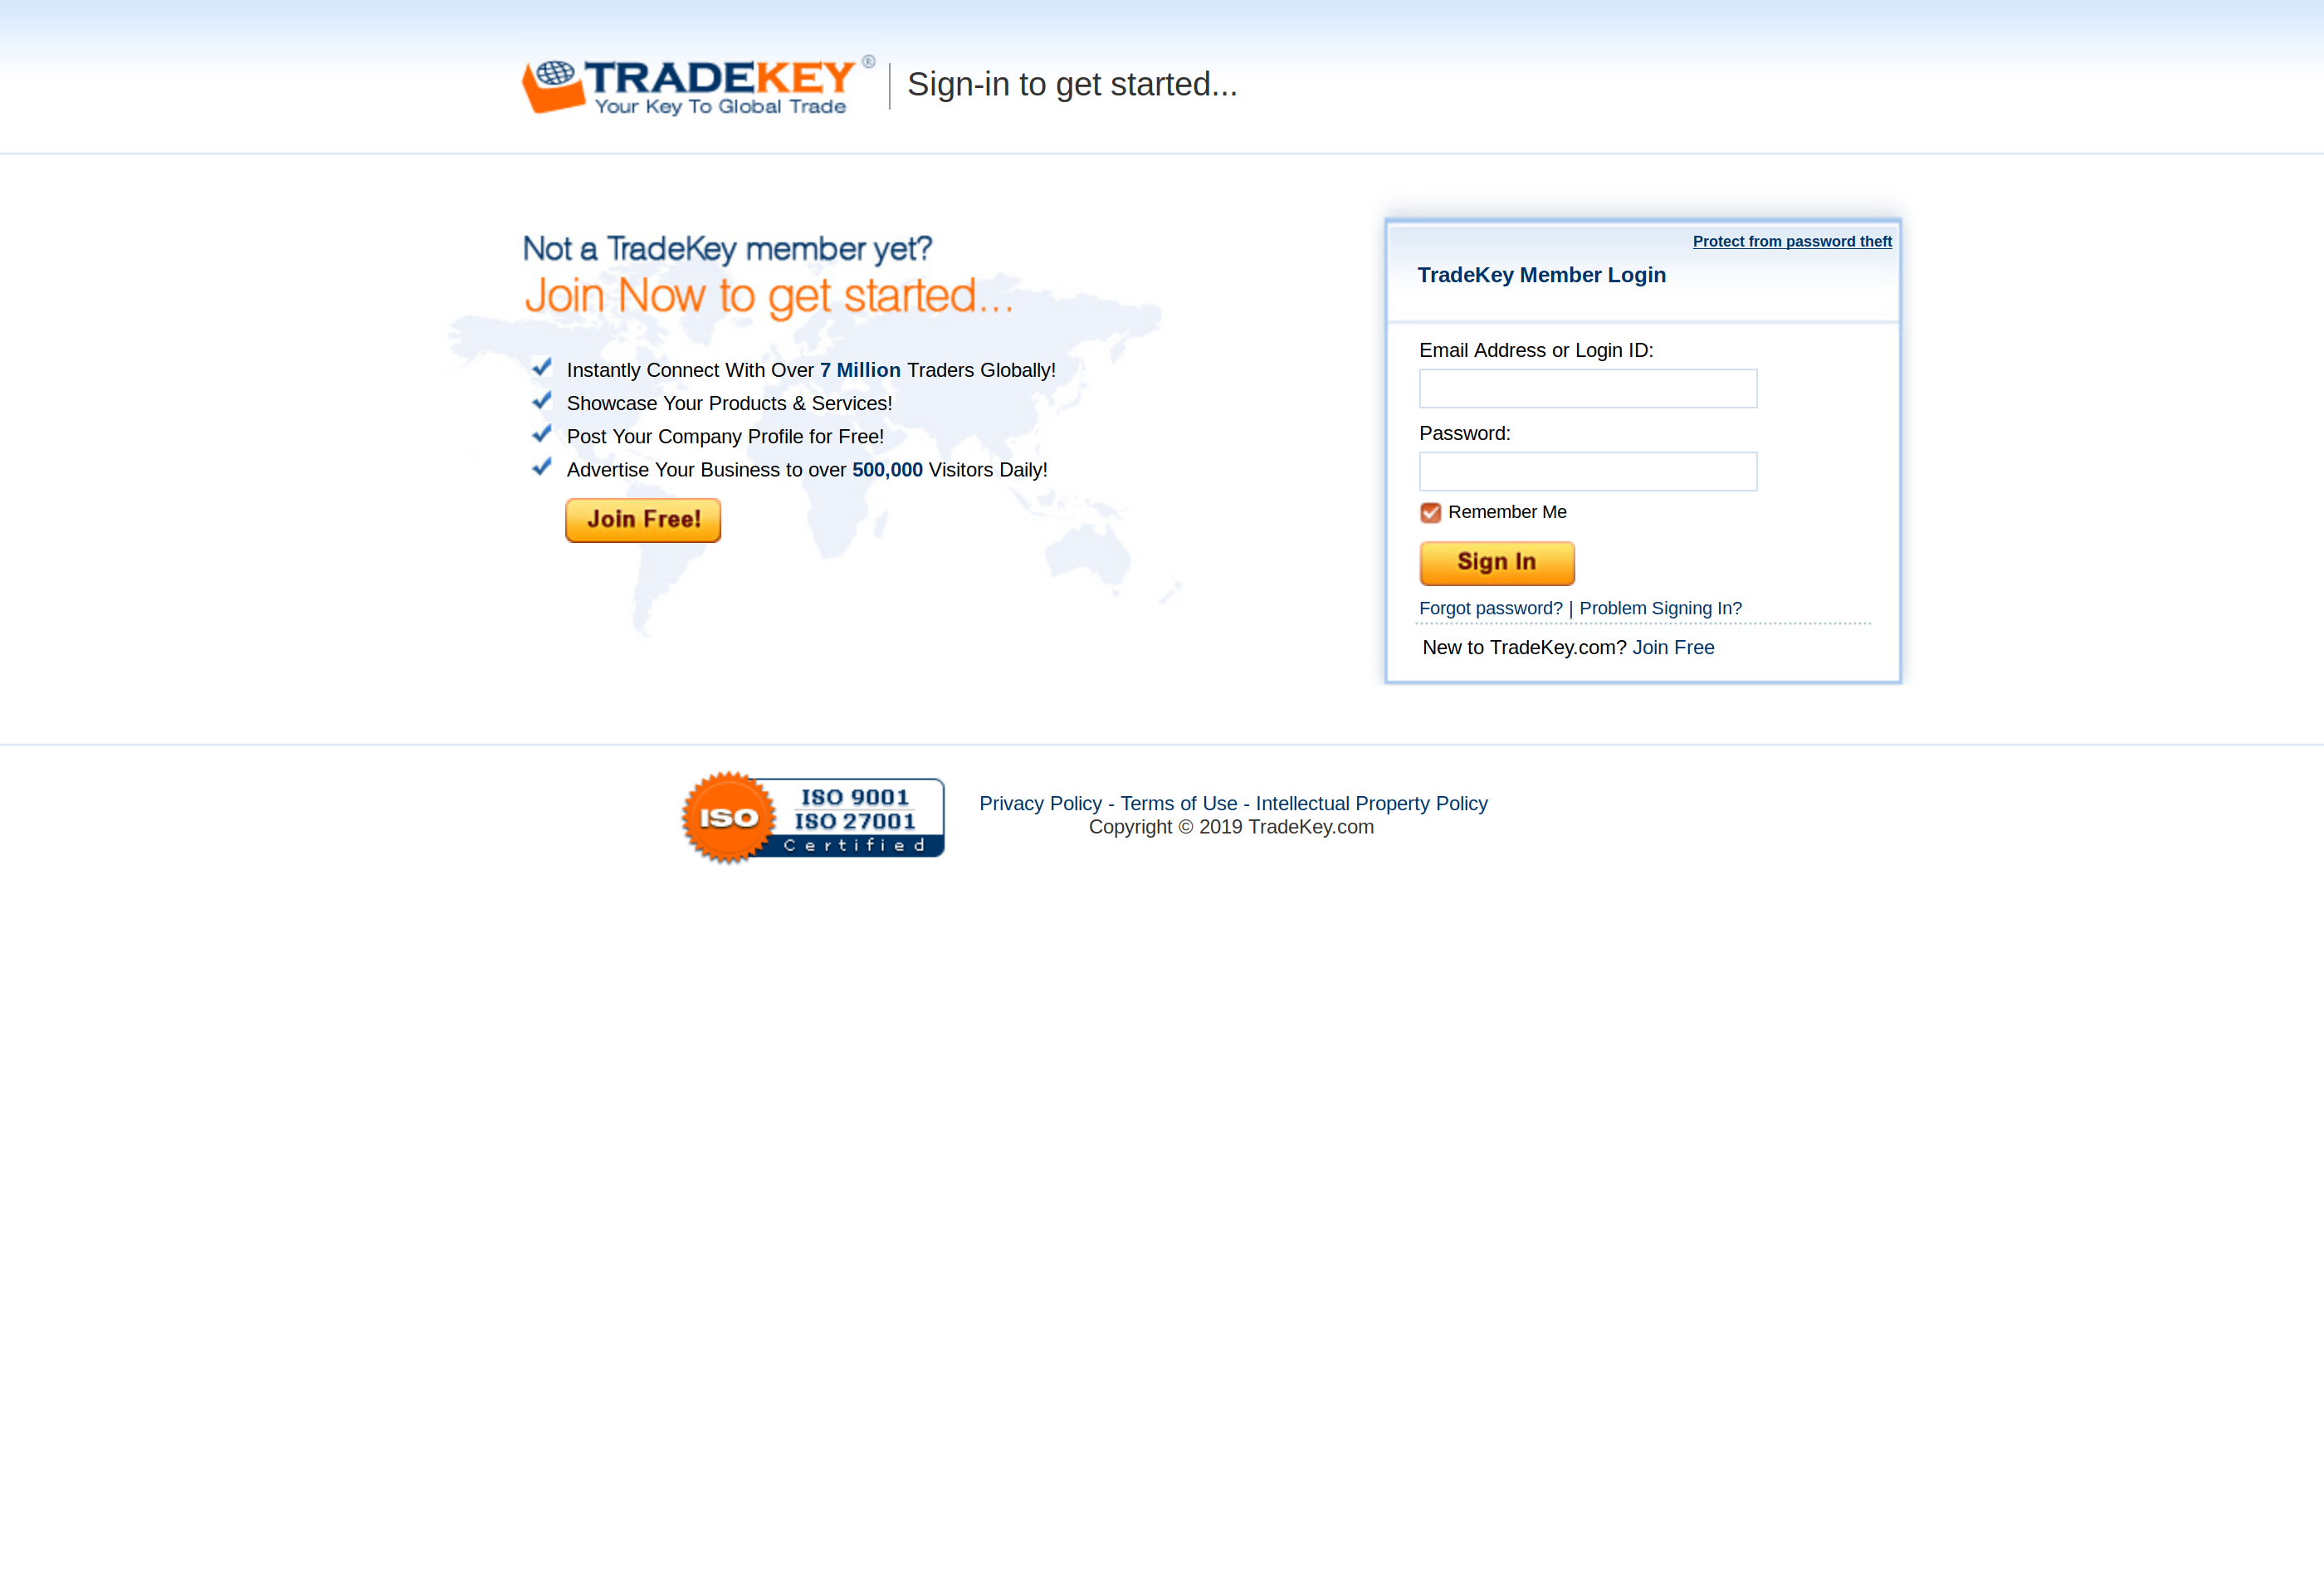 TRADEKEY ®
Your Key To Global Trade
Sign-in to get started...
Not a TradeKey member yet?
Join Now to get started...
Instantly Connect With Over 7 Million Traders Globally!
Showcase Your Products & Services!
Post Your Company Profile for Free!
Advertise Your Business to over 500,000 Visitors Daily!
Join Free!
Protect from password theft
TradeKey Member Login
Email Address or Login ID:
Password:
Remember Me
Sign In
Forgot password? | Problem Signing In?
New to TradeKey.com? Join Free
ISO
ISO 9001
ISO 27001
Certified
Privacy Policy - Terms of Use - Intellectual Property Policy
Copyright © 2019 TradeKey.com